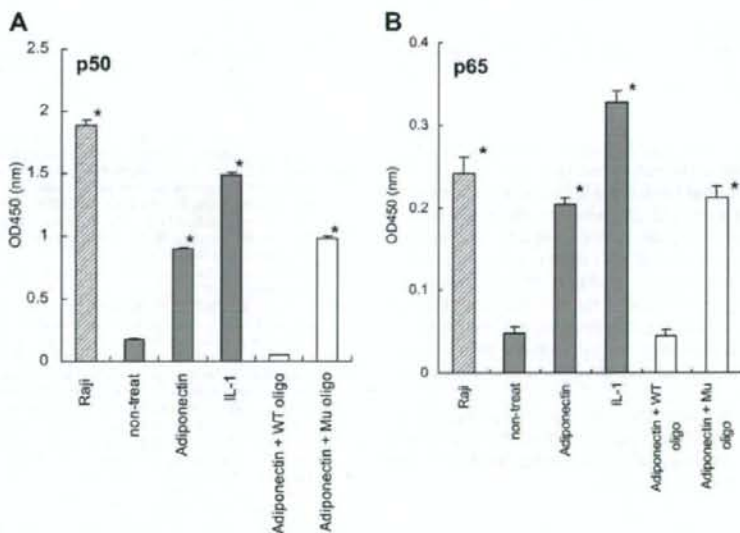 A
p50
2.5
2
1.5
1
0.5
0
OD450 (nm)
*
*
*
*
Raji
non-treat
Adiponectin
IL-1
Adiponectin + WT oligo
Adiponectin + Mu oligo
B
p65
0.4
0.3
0.2
0.1
0
OD450 (nm)
*
*
*
*
Raji
non-treat
Adiponectin
IL-1
Adiponectin + WT
oligo
Adiponectin + Mu
oligo